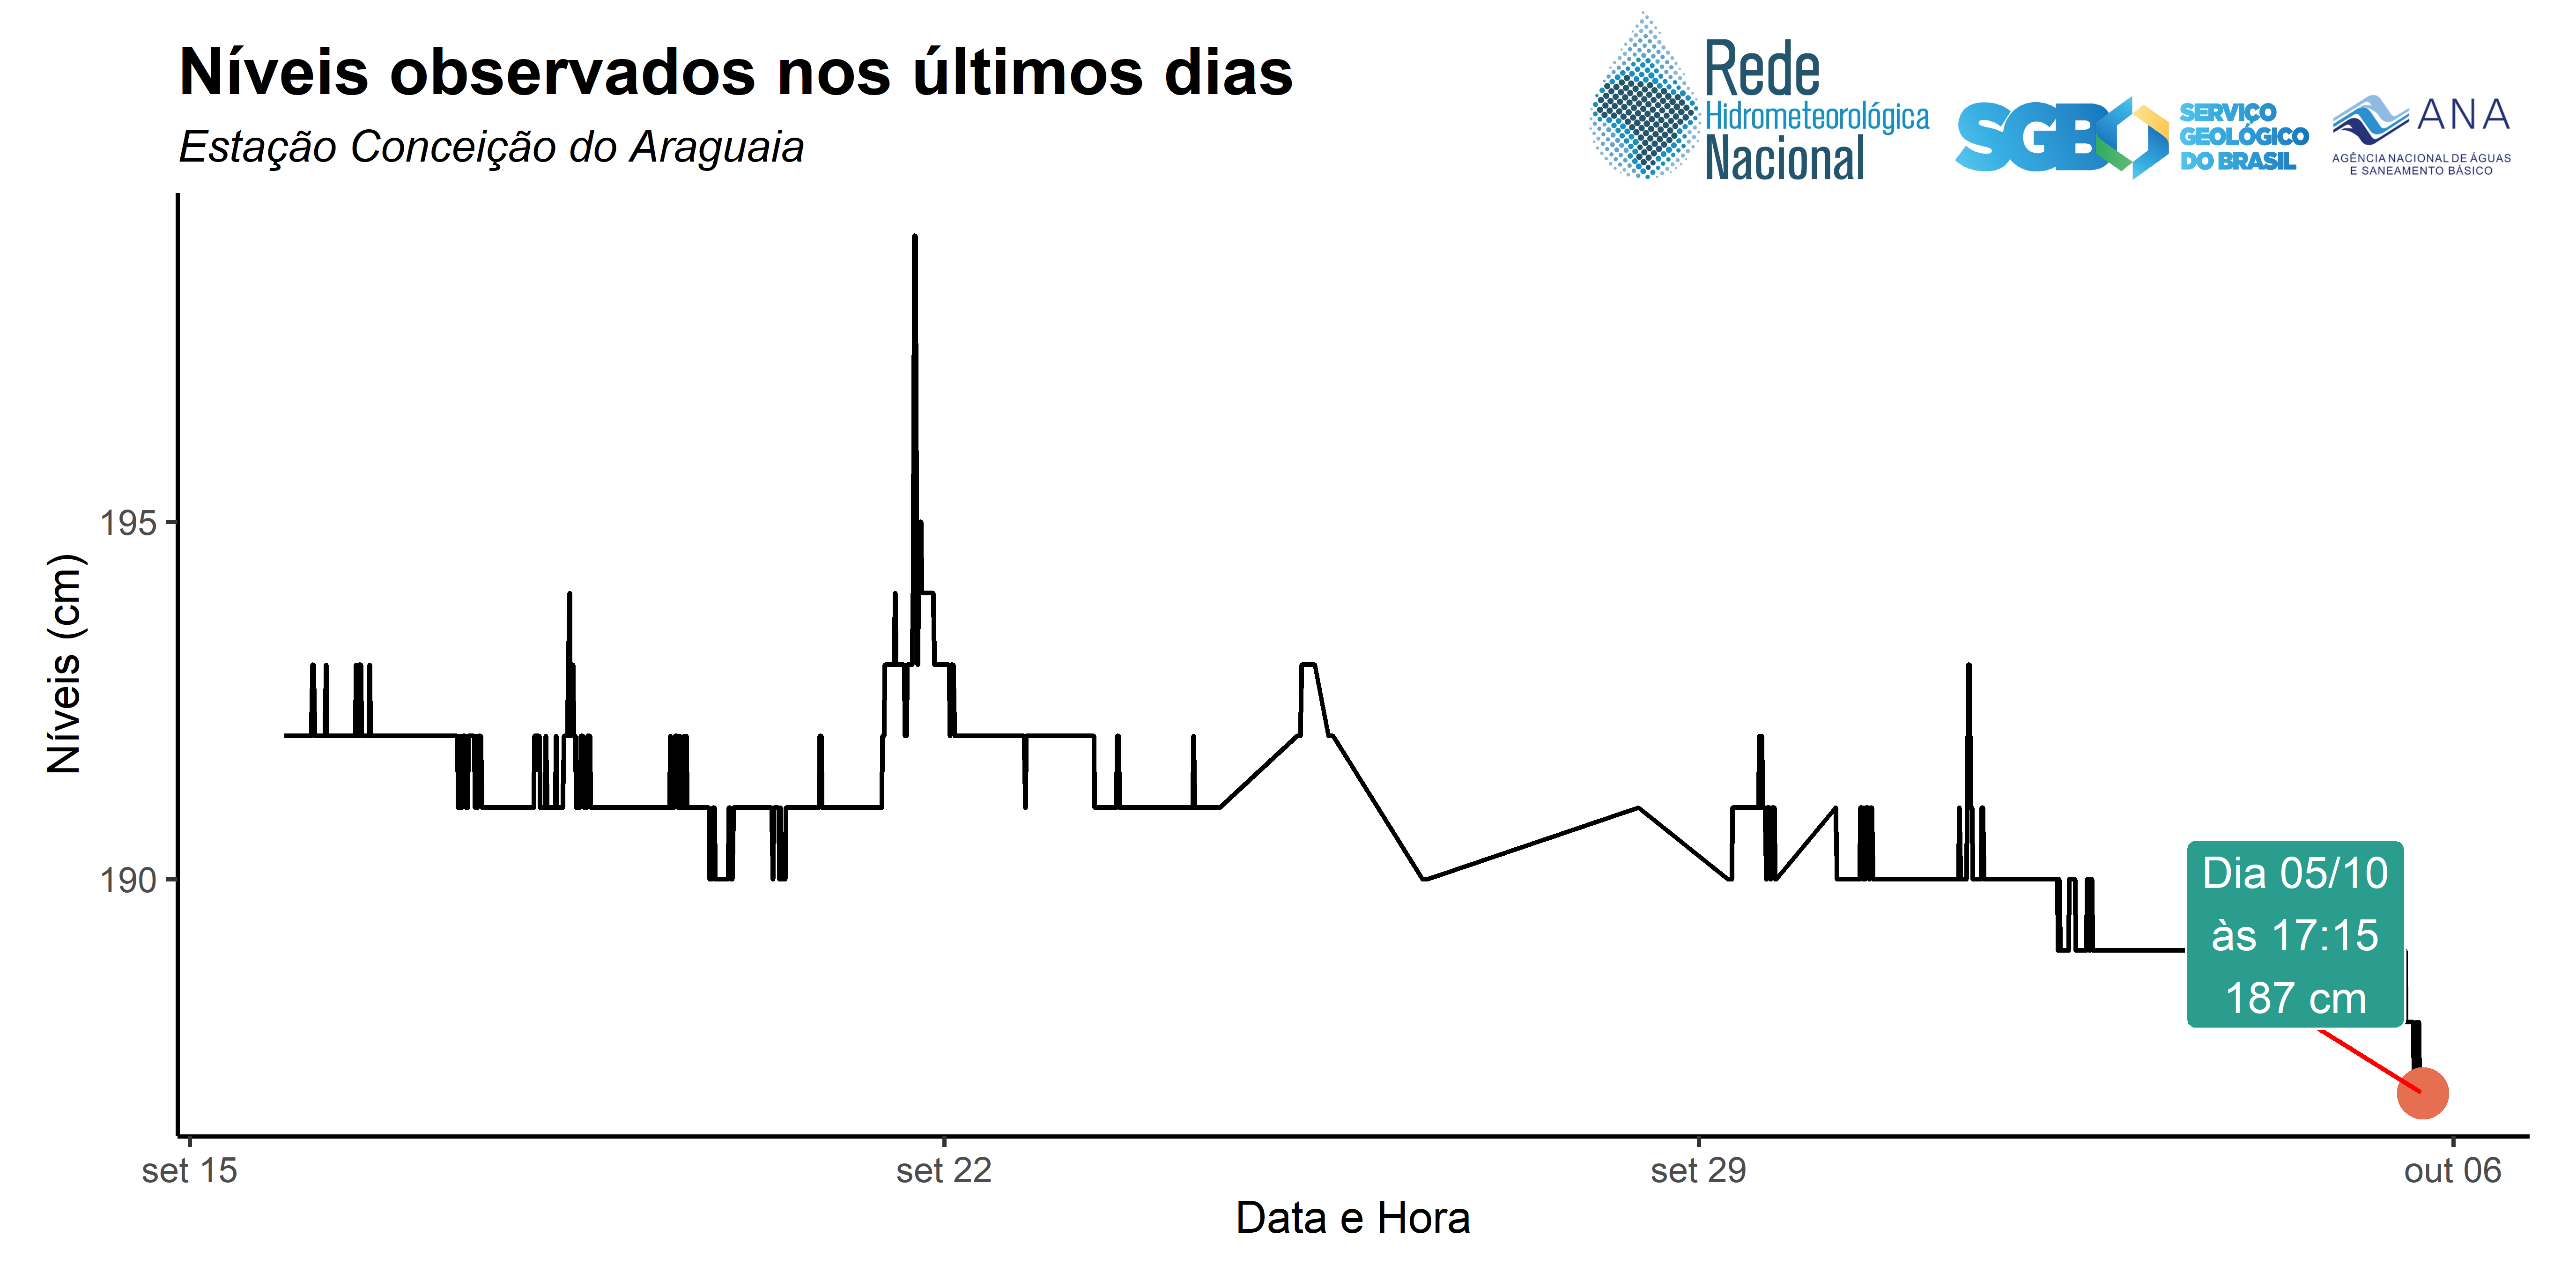 Níveis observados nos últimos dias
Estação Conceição do Araguaia
Rede
Hidrometeorológica
Nacional
SGB
SERVIÇO
GEOLÓGICO
DO BRASIL
ANA
AGÊNCIA NACIONAL DE ÁGUAS
E SANEAMENTO BÁSICO
Níveis (cm)
195
190
Dia 05/10
às 17:15
187 cm
set 15
set 22
set 29
out 06
Data e Hora